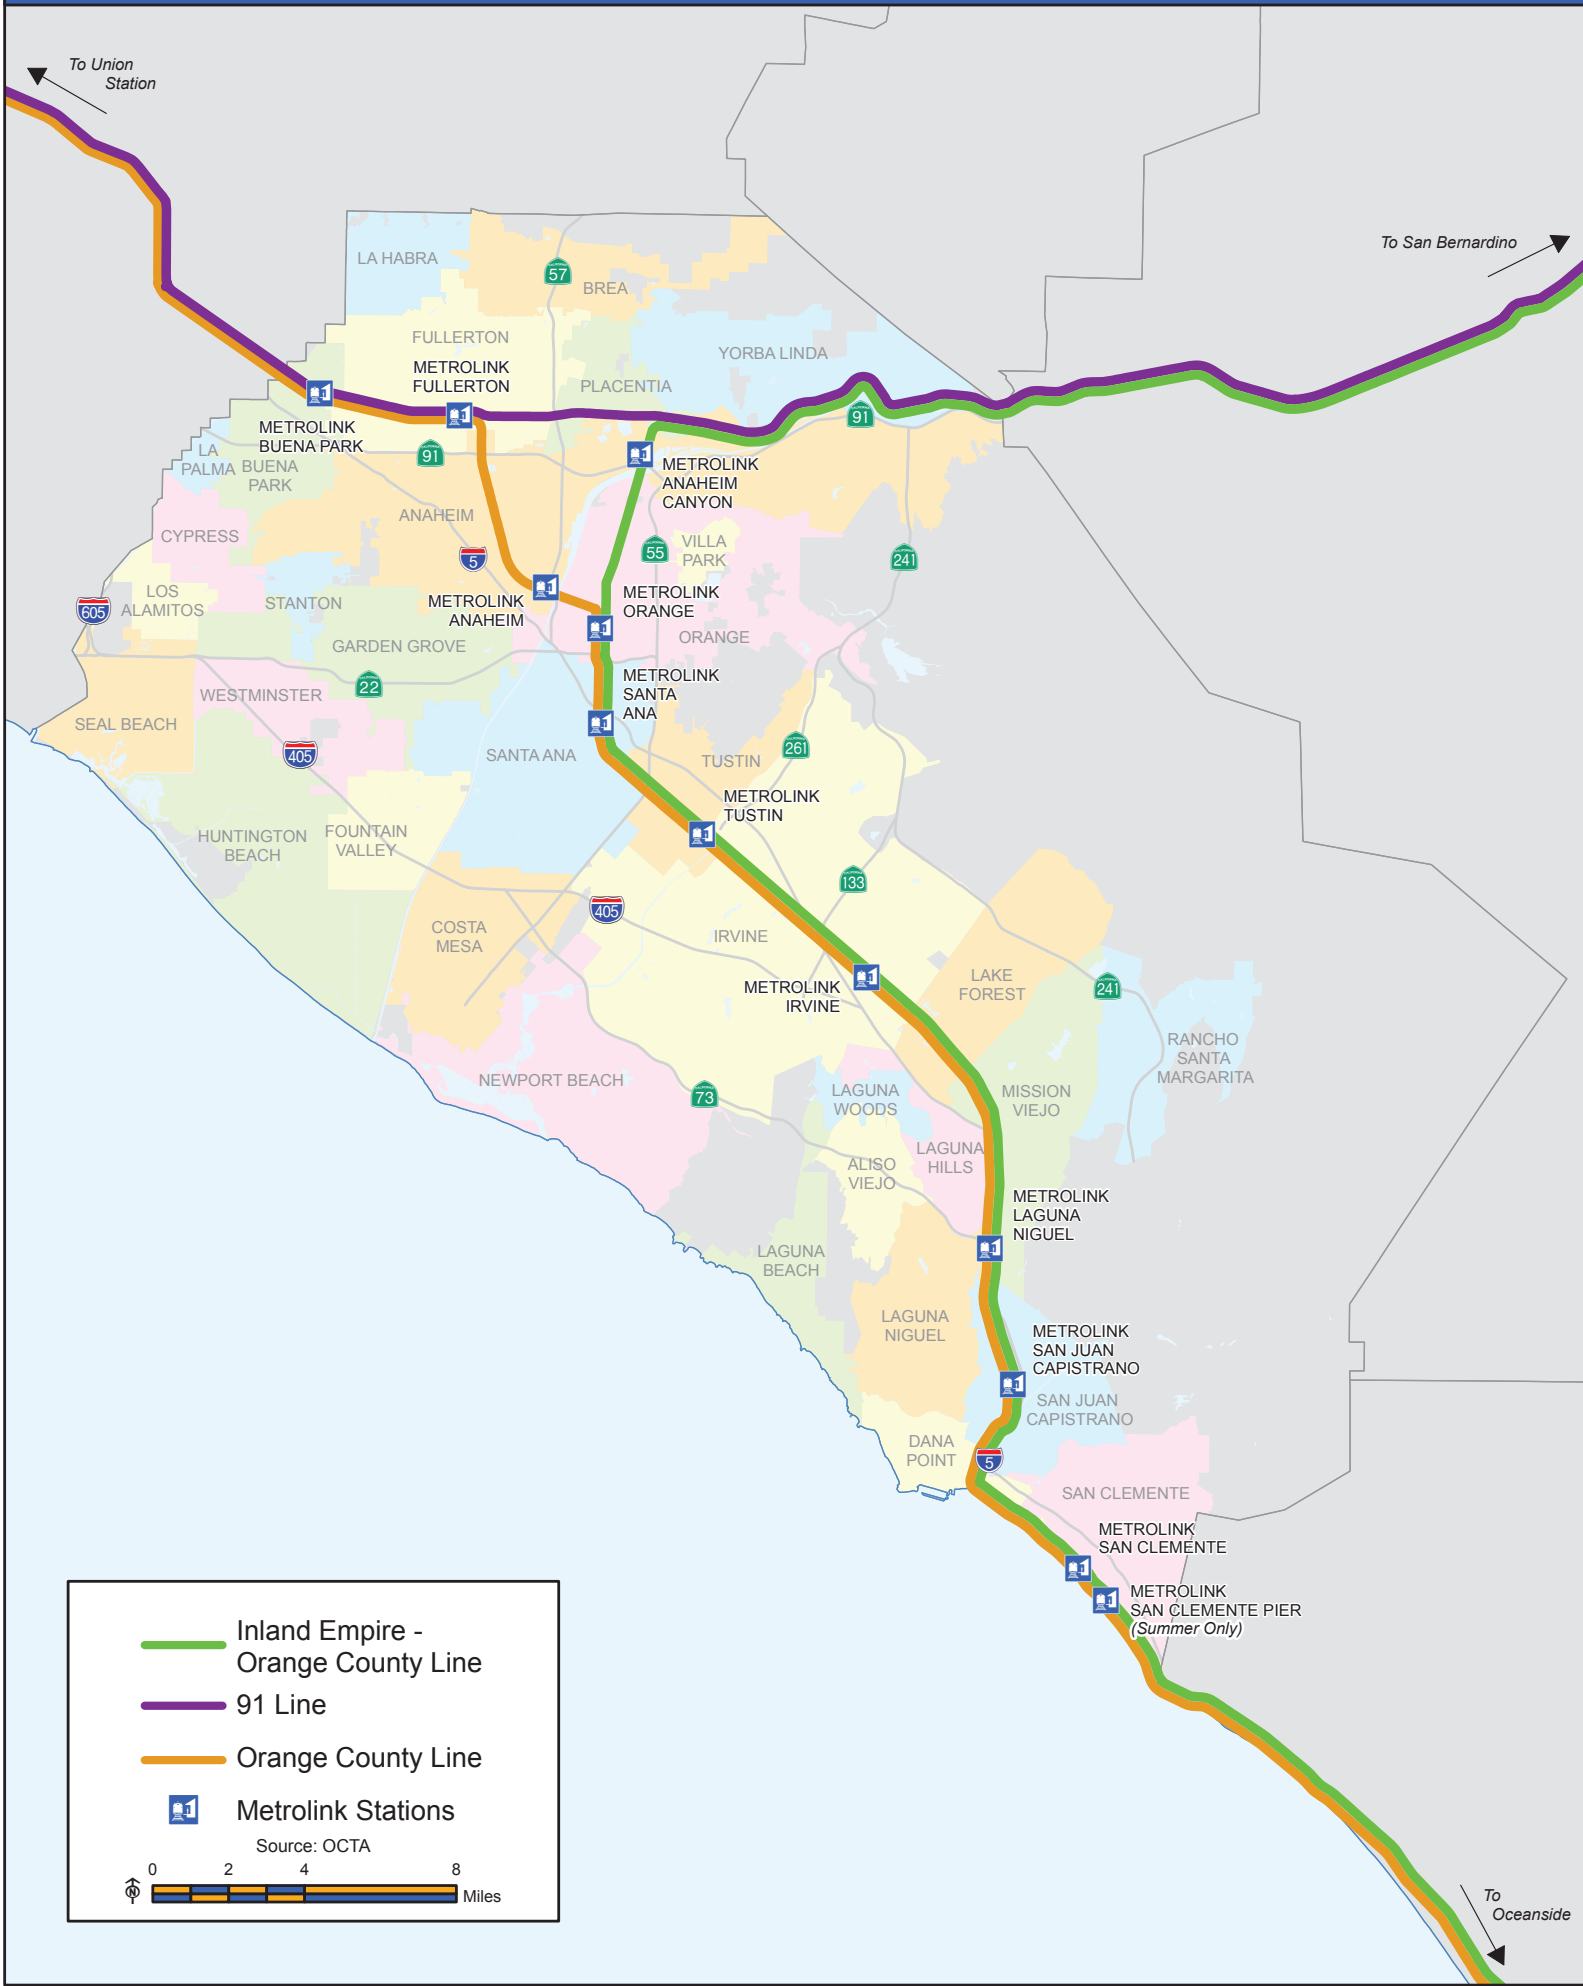 To Union
Station
To San Bernardino
LA HABRA
57
BREA
FULLERTON
METROLINK
FULLERTON
YORBA LINDA
PLACENTIA
METROLINK
BUENA PARK
91
91
LA
PALMA
BUENA
PARK
METROLINK
ANAHEIM
CANYON
ANAHEIM
CYPRESS
5
55
VILLA
PARK
241
LOS
ALAMITOS
605
STANTON
METROLINK
ANAHEIM
METROLINK
ORANGE
ORANGE
GARDEN GROVE
22
METROLINK
SANTA
ANA
WESTMINSTER
SEAL BEACH
405
SANTA ANA
261
TUSTIN
METROLINK
TUSTIN
HUNTINGTON
BEACH
FOUNTAIN
VALLEY
133
405
COSTA
MESA
IRVINE
METROLINK
IRVINE
LAKE
FOREST
241
RANCHO
SANTA
MARGARITA
NEWPORT BEACH
73
LAGUNA
WOODS
MISSION
VIEJO
LAGUNA
HILLS
ALISO
VIEJO
METROLINK
LAGUNA
NIGUEL
LAGUNA
BEACH
LAGUNA
NIGUEL
METROLINK
SAN JUAN
CAPISTRANO
SAN JUAN
CAPISTRANO
DANA
POINT
5
SAN CLEMENTE
METROLINK
SAN CLEMENTE
METROLINK
SAN CLEMENTE PIER
(Summer Only)
Inland Empire -
Orange County Line
91 Line
Orange County Line
Metrolink Stations
Source: OCTA
0 2 4 8
N
Miles
To
Oceanside